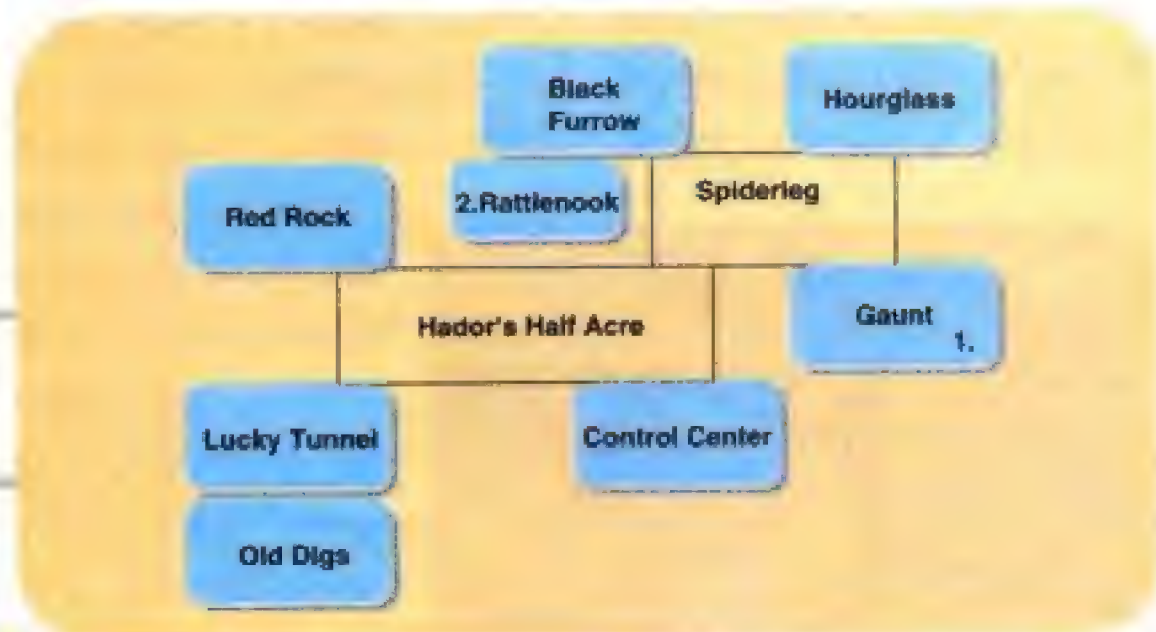 Black
Furrow
Hourglass
Red Rock
2.Rattlenook
Spiderleg
Hador's Half Acre
Gaunt
1.
Lucky Tunnel
Control Center
Old Digs